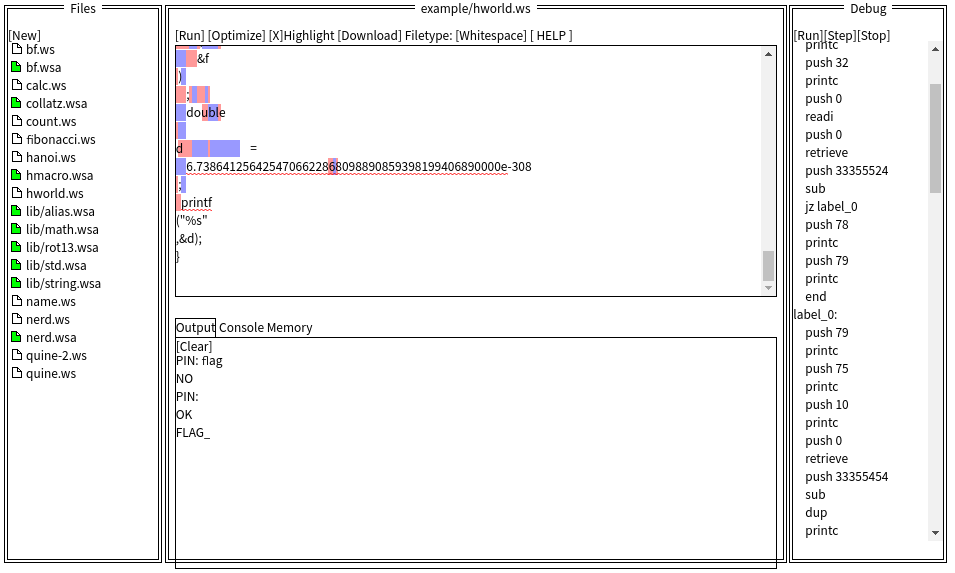 Files
[New]
bf.ws
bf.wsa
calc.ws
collatz.wsa
count.ws
fibonacci.ws
hanoi.ws
hmacro.wsa
hworld.ws
lib/alias.wsa
lib/math.wsa
lib/rot13.wsa
lib/std.wsa
lib/string.wsa
name.ws
nerd.ws
nerd.wsa
quine-2.ws
quine.ws
example/hworld.ws
[Run] [Optimize] [X]Highlight [Download] Filetype: [Whitespace] [ HELP ]
&f
)
;
double
d =
6.73864125642547066228680988908593981994068900000e-308
;
printf
("%s"
,&d);
}
Output Console Memory
[Clear]
PIN: flag
NO
PIN:
OK
FLAG_
Debug
[Run][Step][Stop]
printc
push 32
printc
push 0
readi
push 0
retrieve
push 33355524
sub
jz label_0
push 78
printc
push 79
printc
end
label_0:
push 79
printc
push 75
printc
push 10
printc
push 0
retrieve
push 33355454
sub
dup
printc